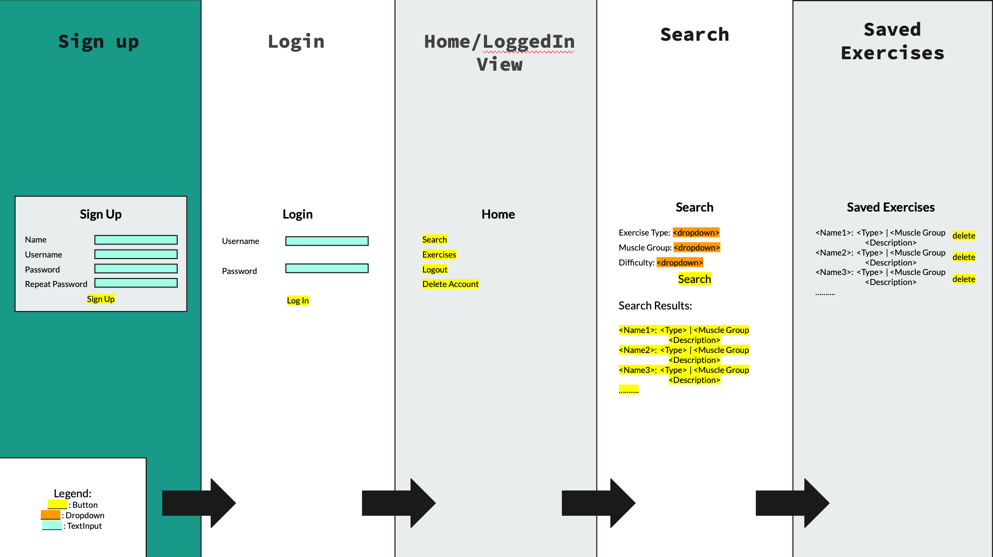 Sign up
Sign Up
Name
Username
Password
Repeat Password
Sign Up
Legend:
____ : Button
____ : Dropdown
____ : TextInput
Login
Login
Username
Password
Log In
Home/LoggedIn
View
Home
Search
Exercises
Logout
Delete Account
Search
Search
Exercise Type: <dropdown>
Muscle Group: <dropdown>
Difficulty: <dropdown>
Search
Search Results:
<Name1>: <Type> | <Muscle Group
<Description>
<Name2>: <Type> | <Muscle Group
<Description>
<Name3>: <Type> | <Muscle Group
<Description>
..........
Saved
Exercises
Saved Exercises
<Name1>: <Type> | <Muscle Group delete
<Description>
<Name2>: <Type> | <Muscle Group delete
<Description>
<Name3>: <Type> | <Muscle Group delete
<Description>
..........